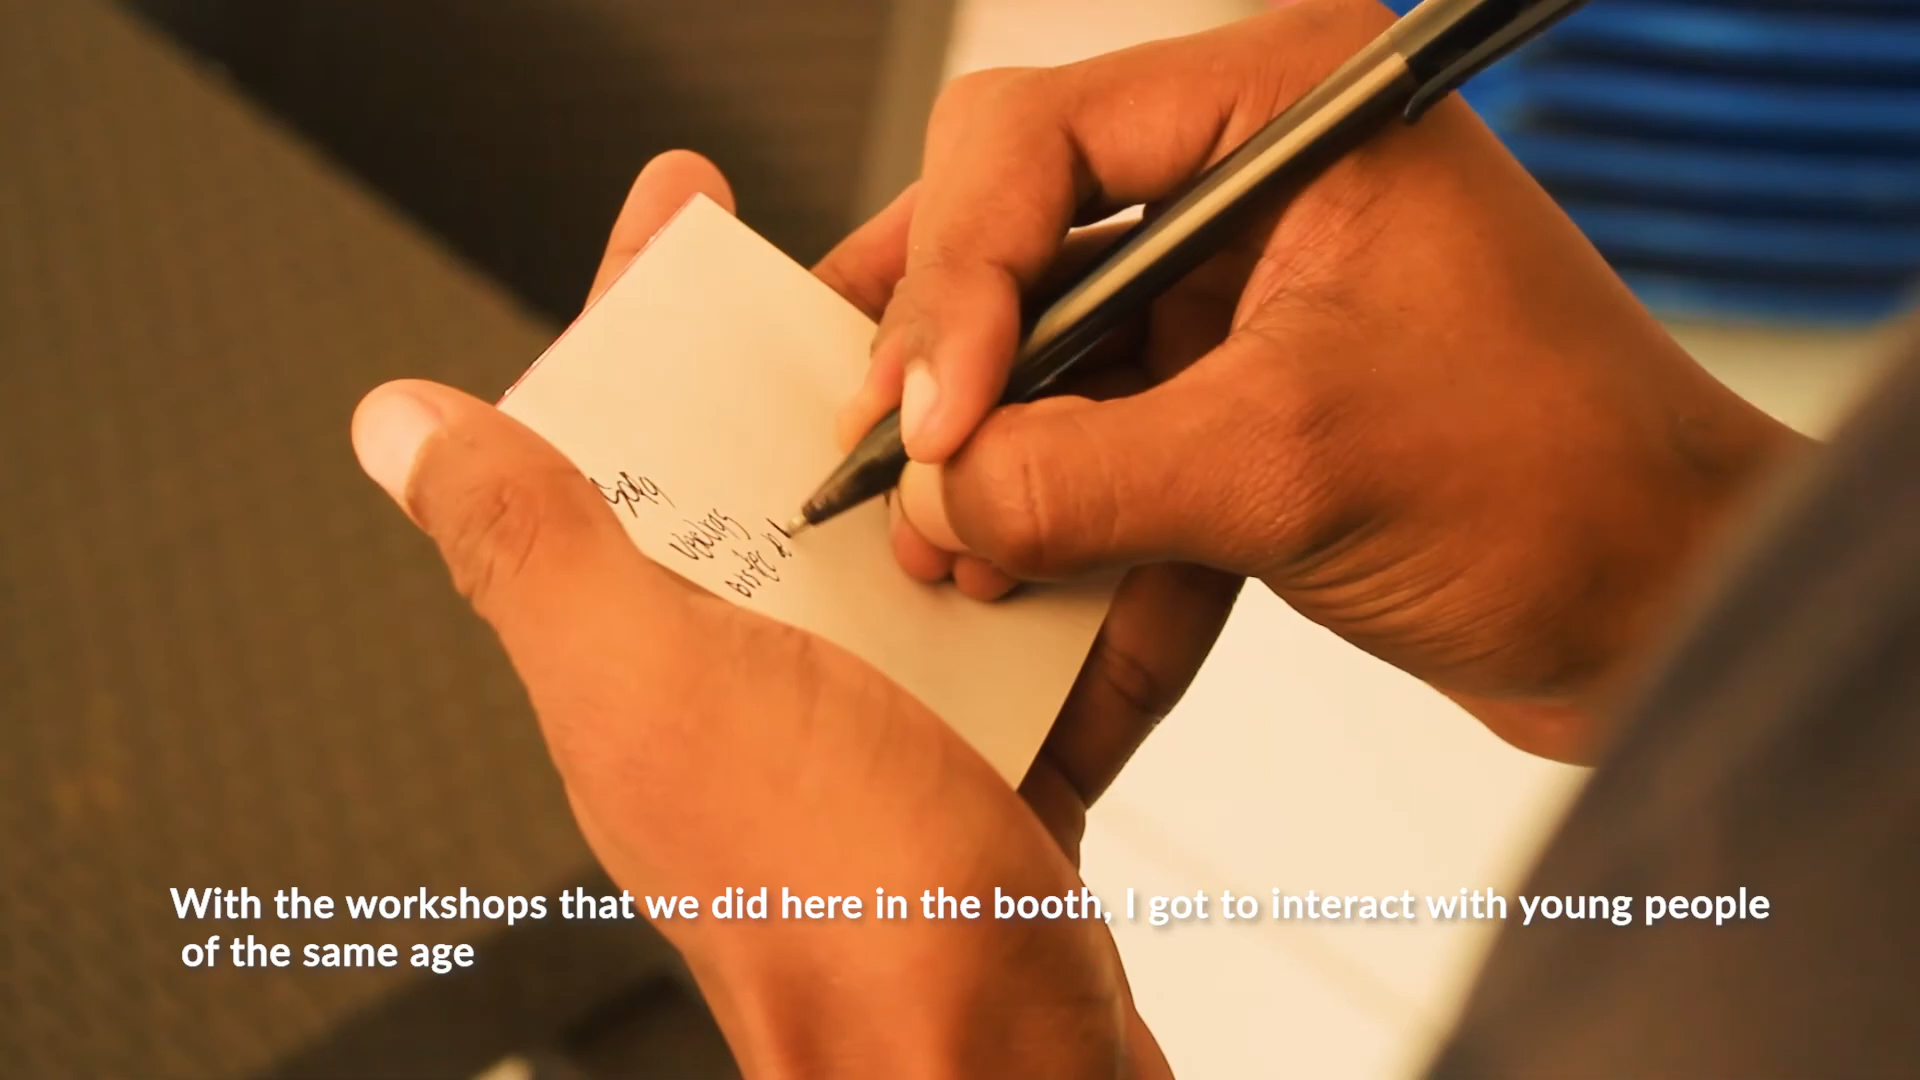 With the workshops that we did here in the booth, I got to interact with young people
of the same age